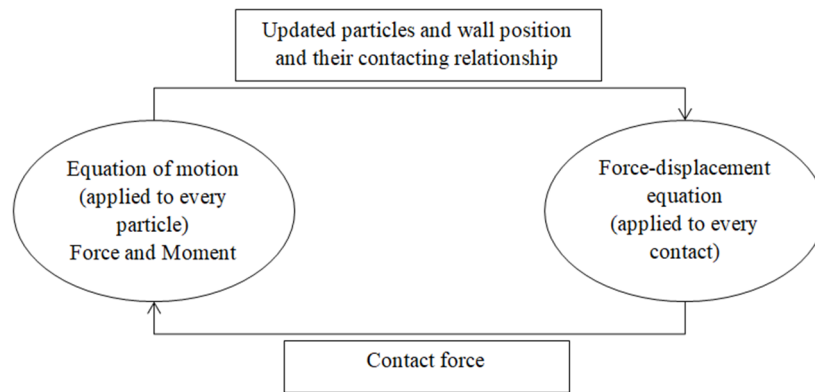 Updated particles and wall position
and their contacting relationship
Equation of motion
(applied to every
particle)
Force and Moment
Force-displacement
equation
(applied to every
contact)
Contact force